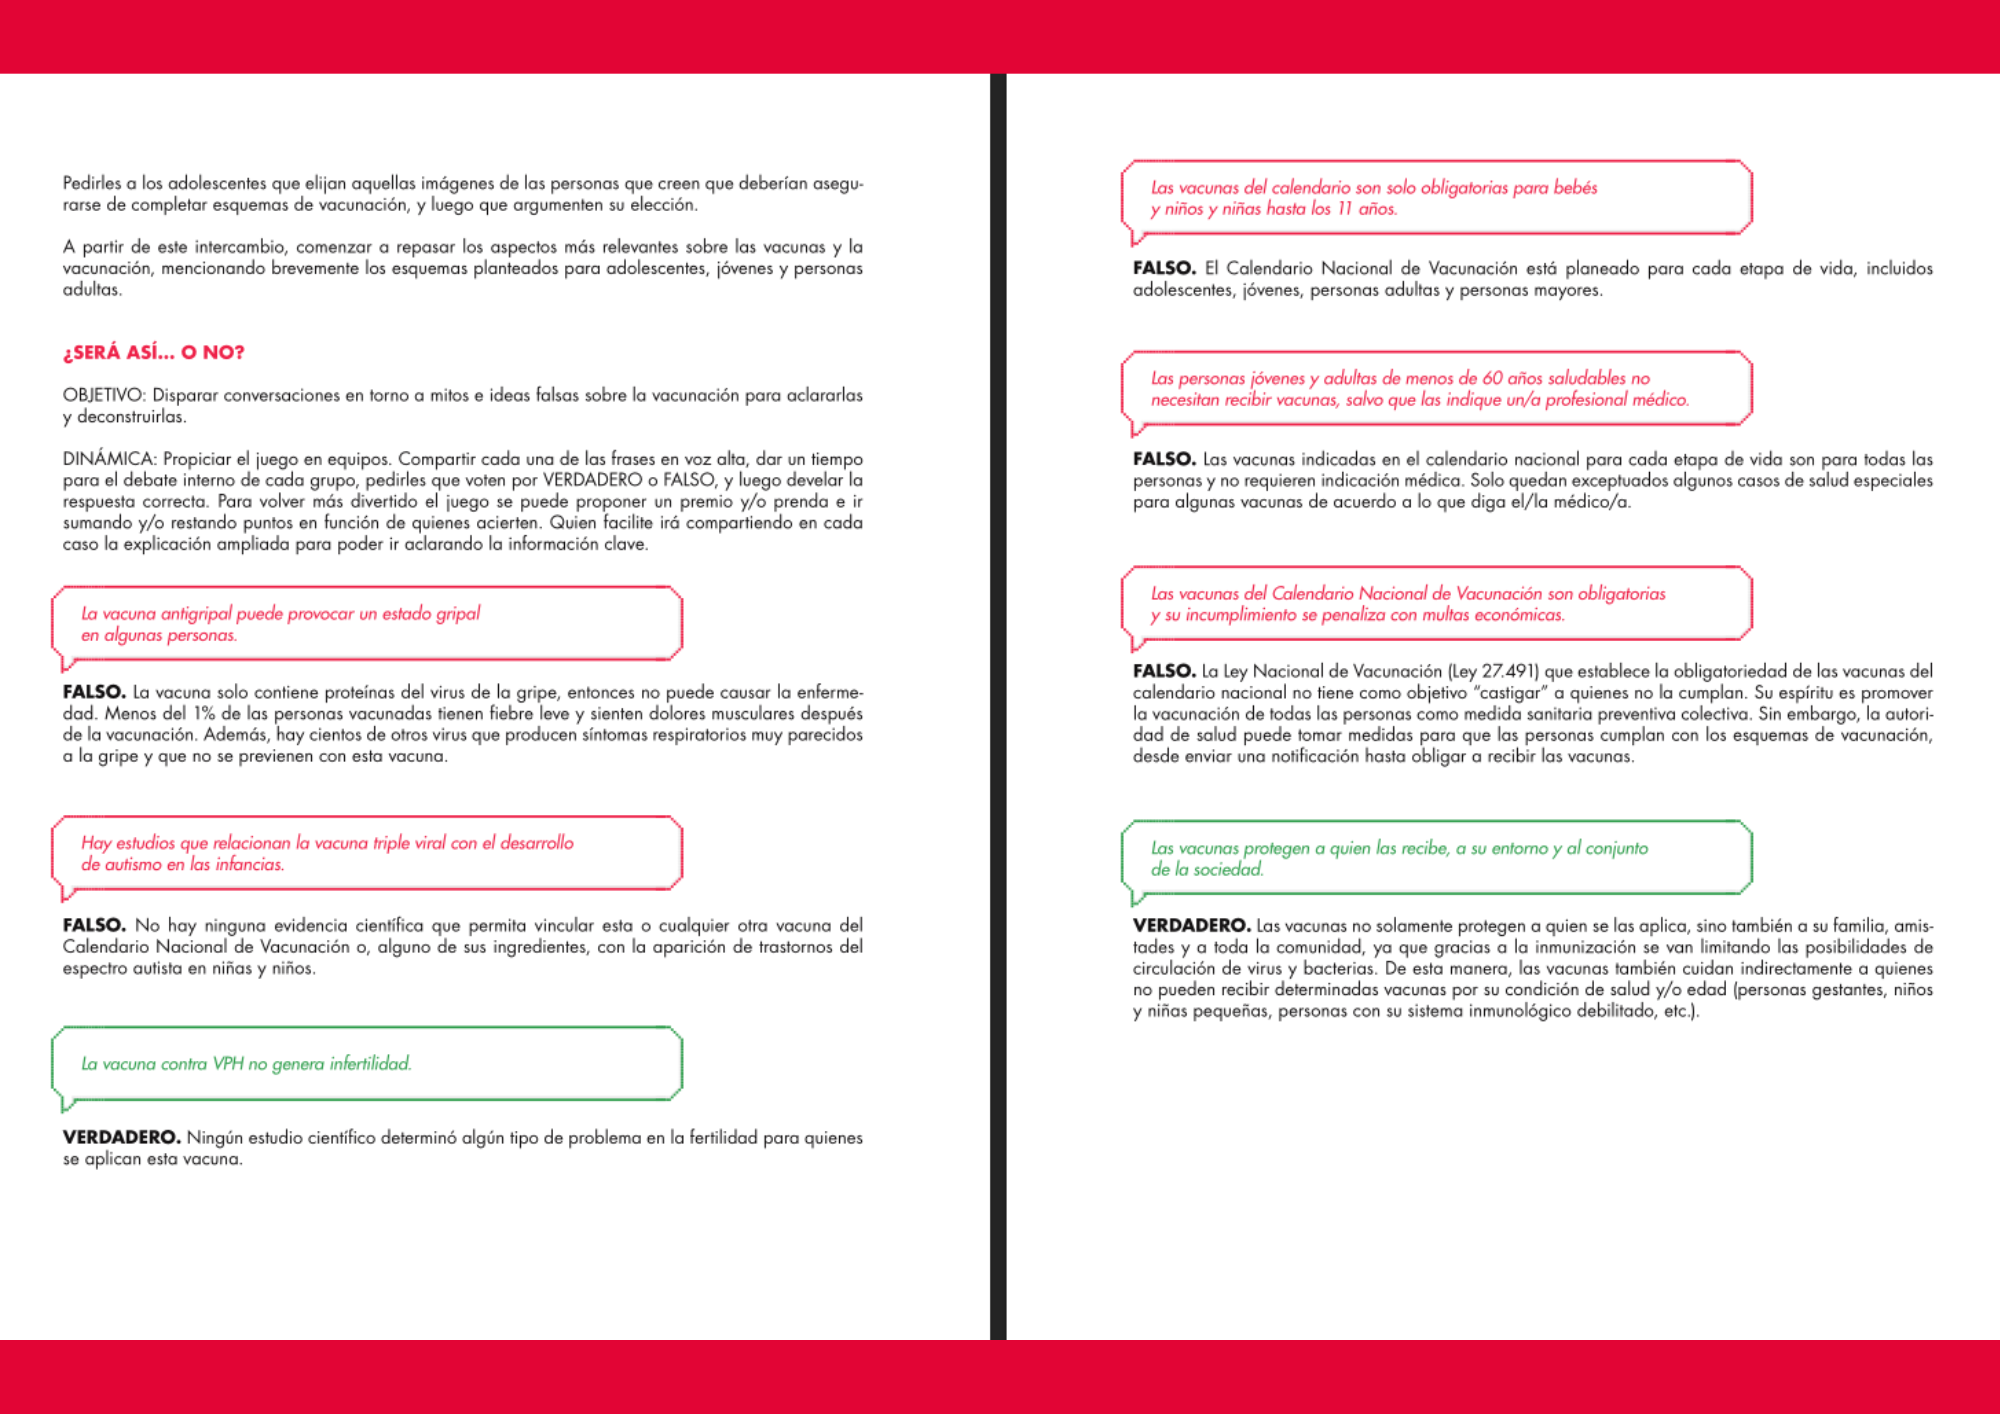 Pedirles a los adolescentes que elijan aquellas imágenes de las personas que creen que deberían asegu-
rarse de completar esquemas de vacunación, y luego que argumenten su elección.
A partir de este intercambio, comenzar a repasar los aspectos más relevantes sobre las vacunas y la
vacunación, mencionando brevemente los esquemas planteados para adolescentes, jóvenes y personas
adultas.
¿SERÁ ASÍ... O NO?
OBJETIVO: Disparar conversaciones en torno a mitos e ideas falsas sobre la vacunación para aclararlas
y deconstruirlas.
DINÁMICA: Propiciar el juego en equipos. Compartir cada una de las frases en voz alta, dar un tiempo
para el debate interno de cada grupo, pedirles que voten por VERDADERO o FALSO, y luego develar la
respuesta correcta. Para volver más divertido el juego se puede proponer un premio y/o prenda e ir
sumando y/o restando puntos en función de quienes acierten. Quien facilite irá compartiendo en cada
caso la explicación ampliada para poder ir aclarando la información clave.
La vacuna antigripal puede provocar un estado gripal
en algunas personas.
FALSO. La vacuna solo contiene proteínas del virus de la gripe, entonces no puede causar la enferme-
dad. Menos del 1% de las personas vacunadas tienen fiebre leve y sienten dolores musculares después
de la vacunación. Además, hay cientos de otros virus que producen síntomas respiratorios muy parecidos
a la gripe y que no se previenen con esta vacuna.
Hay estudios que relacionan la vacuna triple viral con el desarrollo
de autismo en las infancias.
FALSO. No hay ninguna evidencia científica que permita vincular esta o cualquier otra vacuna del
Calendario Nacional de Vacunación o, alguno de sus ingredientes, con la aparición de trastornos del
espectro autista en niñas y niños.
La vacuna contra VPH no genera infertilidad.
VERDADERO. Ningún estudio científico determinó algún tipo de problema en la fertilidad para quienes
se aplican esta vacuna.
Las vacunas del calendario son solo obligatorias para bebés
y niños y niñas hasta los 11 años.
FALSO. El Calendario Nacional de Vacunación está planeado para cada etapa de vida, incluidos
adolescentes, jóvenes, personas adultas y personas mayores.
Las personas jóvenes y adultas de menos de 60 años saludables no
necesitan recibir vacunas, salvo que las indique un/a profesional médico.
FALSO. Las vacunas indicadas en el calendario nacional para cada etapa de vida son para todas las
personas y no requieren indicación médica. Solo quedan exceptuados algunos casos de salud especiales
para algunas vacunas de acuerdo a lo que diga el/la médico/a.
Las vacunas del Calendario Nacional de Vacunación son obligatorias
y su incumplimiento se penaliza con multas económicas.
FALSO. La Ley Nacional de Vacunación (Ley 27.491) que establece la obligatoriedad de las vacunas del
calendario nacional no tiene como objetivo “castigar” a quienes no la cumplan. Su espíritu es promover
la vacunación de todas las personas como medida sanitaria preventiva colectiva. Sin embargo, la autori-
dad de salud puede tomar medidas para que las personas cumplan con los esquemas de vacunación,
desde enviar una notificación hasta obligar a recibir las vacunas.
Las vacunas protegen a quien las recibe, a su entorno y al conjunto
de la sociedad.
VERDADERO. Las vacunas no solamente protegen a quien se las aplica, sino también a su familia, amis-
tades y a toda la comunidad, ya que gracias a la inmunización se van limitando las posibilidades de
circulación de virus y bacterias. De esta manera, las vacunas también cuidan indirectamente a quienes
no pueden recibir determinadas vacunas por su condición de salud y/o edad (personas gestantes, niños
y niñas pequeñas, personas con su sistema inmunológico debilitado, etc.).